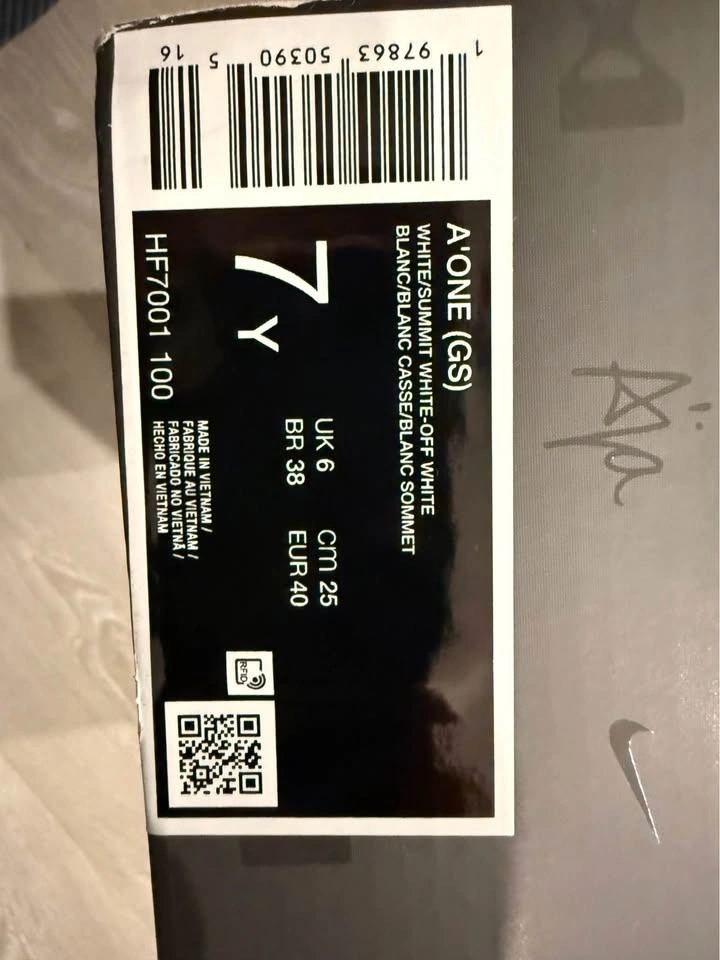 A'ONE (GS)
WHITE/SUMMIT WHITE-OFF WHITE
BLANC/BLANC CASSE/BLANC SOMMET
7 Y
UK 6 cm 25
BR 38 EUR 40
HF7001 100
MADE IN VIETNAM /
FABRIQUE AU VIETNAM /
FABRICADO NO VIETNÃ /
HECHO EN VIETNAM
RFID
1 97863 50390 5 16